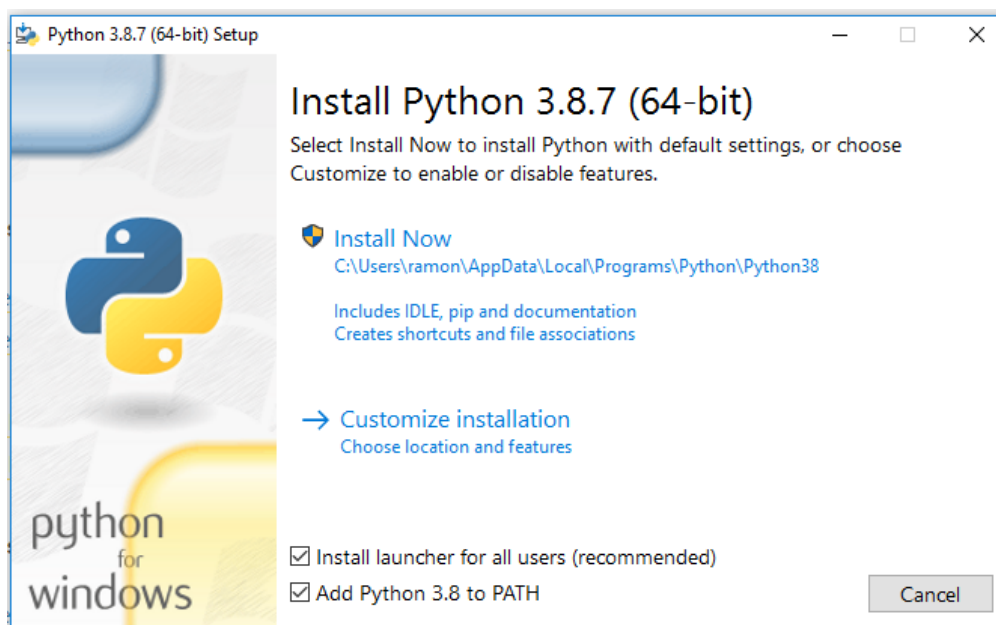 Python 3.8.7 (64-bit) Setup
Install Python 3.8.7 (64-bit)
Select Install Now to install Python with default settings, or choose
Customize to enable or disable features.
Install Now
C:\Users\ramon\AppData\Local\Programs\Python\Python38
Includes IDLE, pip and documentation
Creates shortcuts and file associations
Customize installation
Choose location and features
python
for
windows
Install launcher for all users (recommended)
Add Python 3.8 to PATH
Cancel